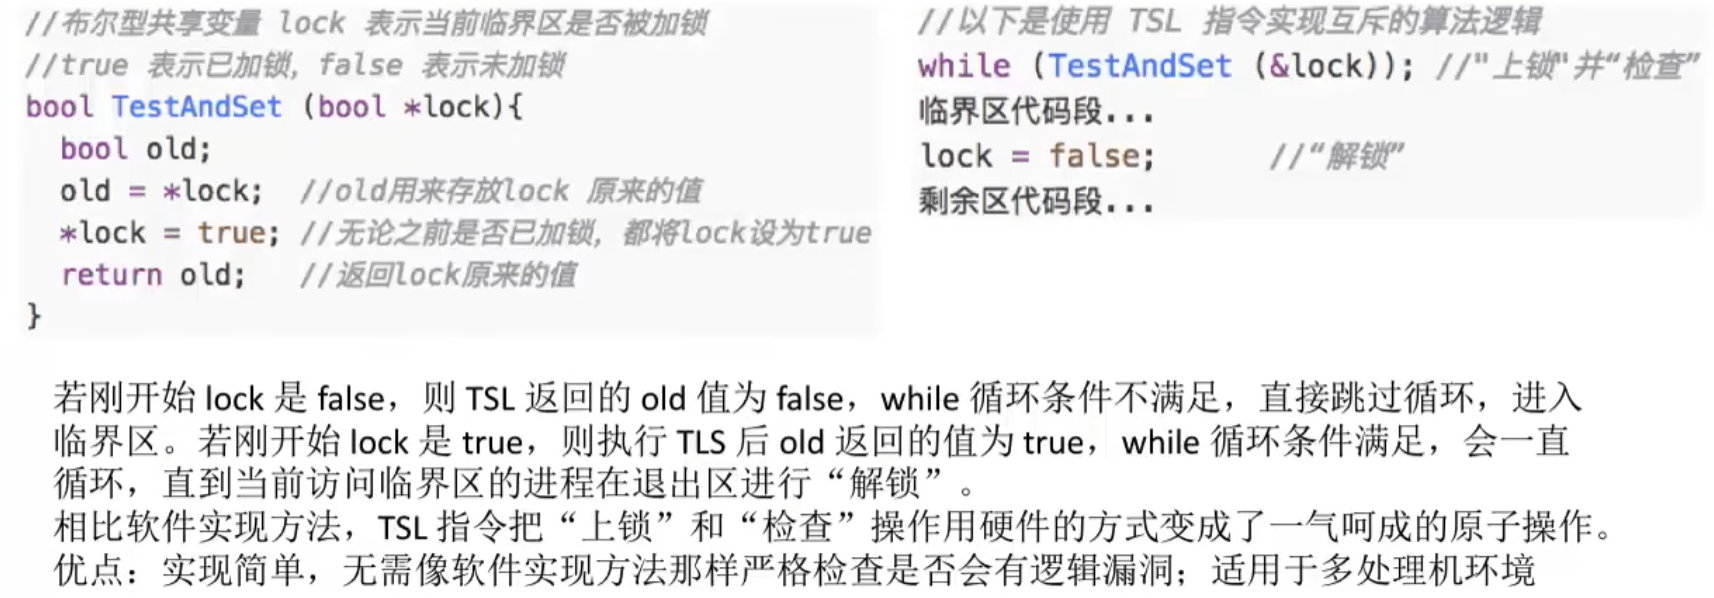 //布尔型共享变量 lock 表示当前临界区是否被加锁
//true 表示已加锁，false 表示未加锁
bool TestAndSet (bool *lock){
bool old;
old = *lock; //old用来存放lock 原来的值
*lock = true; //无论之前是否已加锁，都将lock设为true
return old; //返回lock原来的值
}
//以下是使用 TSL 指令实现互斥的算法逻辑
while (TestAndSet (&lock)); //"上锁"并“检查”
临界区代码段...
lock = false; //“解锁”
剩余区代码段...
若刚开始 lock 是 false，则 TSL 返回的 old 值为 false，while 循环条件不满足，直接跳过循环，进入
临界区。若刚开始 lock 是 true，则执行 TLS 后 old 返回的值为 true，while 循环条件满足，会一直
循环，直到当前访问临界区的进程在退出区进行“解锁”。
相比软件实现方法，TSL 指令把“上锁”和“检查”操作用硬件的方式变成了一气呵成的原子操作。
优点：实现简单，无需像软件实现方法那样严格检查是否会有逻辑漏洞；适用于多处理机环境